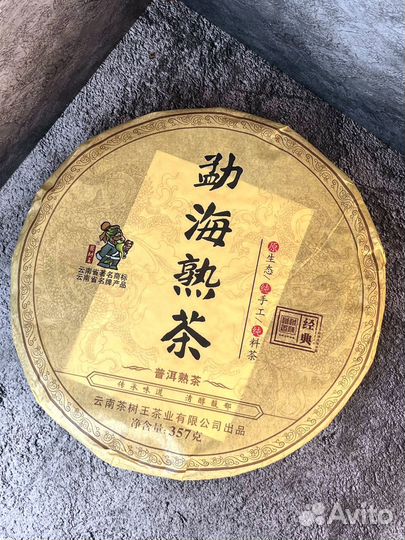 勐海熟茶
原生态/纯手工/纯料茶
云南省著名商标
云南省名牌产品
经典
普洱熟茶
传承味道 清醇馥郁
云南茶树王茶业有限公司出品
净含量:357克
Avito